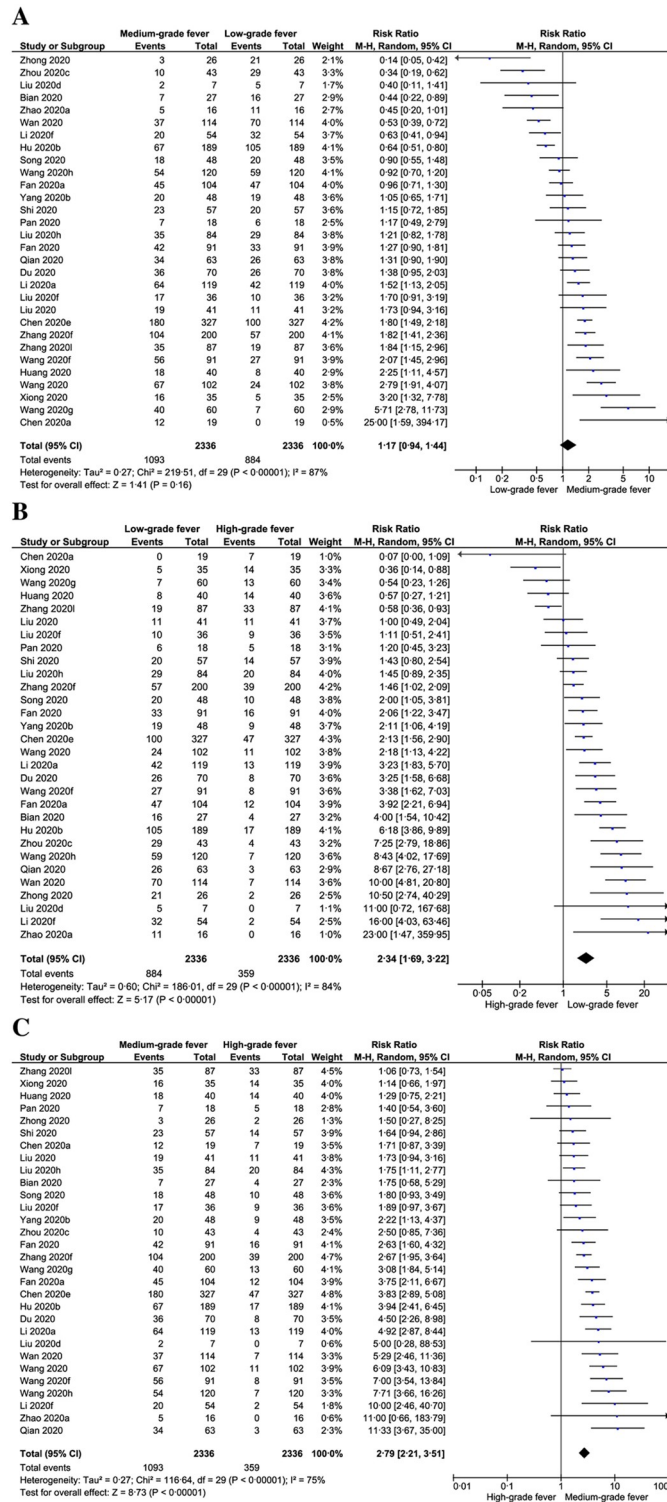 A
Medium-grade fever Low-grade fever Risk Ratio Risk Ratio
Study or Subgroup Events Total Events Total Weight M-H, Random, 95% CI M-H, Random, 95% CI
Zhong 2020 3 26 21 26 2·1% 0·14 [0·05, 0·42]
Zhou 2020c 10 43 29 43 3·4% 0·34 [0·19, 0·62]
Liu 2020d 2 7 5 7 1·8% 0·40 [0·11, 1·41]
Bian 2020 7 27 16 27 2·9% 0·44 [0·22, 0·89]
Zhao 2020a 5 16 11 16 2·7% 0·45 [0·20, 1·01]
Wan 2020 37 114 70 114 4·2% 0·53 [0·39, 0·72]
Li 2020f 20 54 32 54 3·9% 0·63 [0·41, 0·94]
Hu 2020b 67 189 105 189 4·4% 0·64 [0·51, 0·80]
Song 2020 18 48 20 48 3·7% 0·90 [0·55, 1·48]
Wang 2020h 54 120 59 120 4·3% 0·92 [0·70, 1·20]
Fan 2020a 45 104 47 104 4·2% 0·96 [0·71, 1·30]
Yang 2020b 20 48 19 48 3·7% 1·05 [0·65, 1·71]
Shi 2020 23 57 20 57 3·7% 1·15 [0·72, 1·85]
Pan 2020 7 18 6 18 2·4% 1·17 [0·49, 2·79]
Liu 2020h 35 84 29 84 4·0% 1·21 [0·82, 1·78]
Fan 2020 42 91 33 91 4·1% 1·27 [0·90, 1·81]
Qian 2020 34 63 26 63 4·0% 1·31 [0·90, 1·90]
Du 2020 36 70 26 70 4·0% 1·38 [0·95, 2·03]
Li 2020a 64 119 42 119 4·2% 1·52 [1·13, 2·05]
Liu 2020f 17 36 10 36 3·2% 1·70 [0·91, 3·19]
Liu 2020 19 41 11 41 3·3% 1·73 [0·94, 3·16]
Chen 2020e 180 327 100 327 4·5% 1·80 [1·49, 2·18]
Zhang 2020f 104 200 57 200 4·3% 1·82 [1·41, 2·36]
Zhang 2020l 35 87 19 87 3·7% 1·84 [1·15, 2·96]
Wang 2020f 56 91 27 91 4·1% 2·07 [1·45, 2·96]
Huang 2020 18 40 8 40 2·9% 2·25 [1·11, 4·57]
Wang 2020 67 102 24 102 4·0% 2·79 [1·91, 4·07]
Xiong 2020 16 35 5 35 2·4% 3·20 [1·32, 7·78]
Wang 2020g 40 60 7 60 2·9% 5·71 [2·78, 11·73]
Chen 2020a 12 19 0 19 0·5% 25·00 [1·59, 394·17]
Total (95% CI) 2336 2336 100·0% 1·17 [0·94, 1·44]
Total events 1093 884
Heterogeneity: Tau² = 0·27; Chi² = 219·51, df = 29 (P < 0·00001); I² = 87%
Test for overall effect: Z = 1·41 (P = 0·16)
0·1 0·2 0·5 1 2 5 10
Low-grade fever Medium-grade fever
B
Low-grade fever High-grade fever Risk Ratio Risk Ratio
Study or Subgroup Events Total Events Total Weight M-H, Random, 95% CI M-H, Random, 95% CI
Chen 2020a 0 19 7 19 1·0% 0·07 [0·00, 1·09]
Xiong 2020 5 35 14 35 3·3% 0·36 [0·14, 0·88]
Wang 2020g 7 60 13 60 3·4% 0·54 [0·23, 1·26]
Huang 2020 8 40 14 40 3·6% 0·57 [0·27, 1·21]
Zhang 2020l 19 87 33 87 4·2% 0·58 [0·36, 0·93]
Liu 2020 11 41 11 41 3·6% 1·00 [0·49, 2·04]
Liu 2020f 10 36 9 36 3·5% 1·11 [0·51, 2·41]
Pan 2020 6 18 5 18 3·2% 1·20 [0·45, 3·23]
Shi 2020 20 57 14 57 4·0% 1·43 [0·80, 2·54]
Liu 2020h 29 84 20 84 4·2% 1·45 [0·89, 2·35]
Zhang 2020f 57 200 39 200 4·4% 1·46 [1·02, 2·09]
Song 2020 20 48 10 48 3·8% 2·00 [1·05, 3·81]
Fan 2020 33 91 16 91 4·1% 2·06 [1·22, 3·47]
Yang 2020b 19 48 9 48 3·7% 2·11 [1·06, 4·19]
Chen 2020e 100 327 47 327 4·5% 2·13 [1·56, 2·90]
Wang 2020 24 102 11 102 3·8% 2·18 [1·13, 4·22]
Li 2020a 42 119 13 119 4·0% 3·23 [1·83, 5·70]
Du 2020 26 70 8 70 3·7% 3·25 [1·58, 6·68]
Wang 2020f 27 91 8 91 3·6% 3·38 [1·62, 7·03]
Fan 2020a 47 104 12 104 4·0% 3·92 [2·21, 6·94]
Bian 2020 16 27 4 27 3·2% 4·00 [1·54, 10·42]
Hu 2020b 105 189 17 189 4·2% 6·18 [3·86, 9·89]
Zhou 2020c 29 43 4 43 3·2% 7·25 [2·79, 18·86]
Wang 2020h 59 120 7 120 3·6% 8·43 [4·02, 17·69]
Qian 2020 26 63 3 63 2·9% 8·67 [2·76, 27·18]
Wan 2020 70 114 7 114 3·6% 10·00 [4·81, 20·80]
Zhong 2020 21 26 2 26 2·5% 10·50 [2·74, 40·29]
Liu 2020d 5 7 0 7 1·1% 11·00 [0·72, 167·68]
Li 2020f 32 54 2 54 2·4% 16·00 [4·03, 63·46]
Zhao 2020a 11 16 0 16 1·0% 23·00 [1·47, 359·95]
Total (95% CI) 2336 2336 100·0% 2·34 [1·69, 3·22]
Total events 884 359
Heterogeneity: Tau² = 0·60; Chi² = 186·01, df = 29 (P < 0·00001); I² = 84%
Test for overall effect: Z = 5·17 (P < 0·00001)
0·05 0·2 1 5 20
High-grade fever Low-grade fever
C
Medium-grade fever High-grade fever Risk Ratio Risk Ratio
Study or Subgroup Events Total Events Total Weight M-H, Random, 95% CI M-H, Random, 95% CI
Zhang 2020l 35 87 33 87 4·5% 1·06 [0·73, 1·54]
Xiong 2020 16 35 14 35 4·1% 1·14 [0·66, 1·97]
Huang 2020 18 40 14 40 4·1% 1·29 [0·75, 2·21]
Pan 2020 7 18 5 18 2·8% 1·40 [0·54, 3·60]
Zhong 2020 3 26 2 26 1·4% 1·50 [0·27, 8·25]
Shi 2020 23 57 14 57 4·0% 1·64 [0·94, 2·86]
Chen 2020a 12 19 7 19 3·7% 1·71 [0·87, 3·39]
Liu 2020 19 41 11 41 3·9% 1·73 [0·94, 3·16]
Liu 2020h 35 84 20 84 4·3% 1·75 [1·11, 2·77]
Bian 2020 7 27 4 27 2·4% 1·75 [0·58, 5·29]
Song 2020 18 48 10 48 3·7% 1·80 [0·93, 3·49]
Liu 2020f 17 36 9 36 3·7% 1·89 [0·97, 3·67]
Yang 2020b 20 48 9 48 3·7% 2·22 [1·13, 4·37]
Zhou 2020c 10 43 4 43 2·5% 2·50 [0·85, 7·36]
Fan 2020 42 91 16 91 4·2% 2·63 [1·60, 4·32]
Zhang 2020f 104 200 39 200 4·7% 2·67 [1·95, 3·64]
Wang 2020g 40 60 13 60 4·2% 3·08 [1·84, 5·14]
Fan 2020a 45 104 12 104 4·0% 3·75 [2·11, 6·67]
Chen 2020e 180 327 47 327 4·7% 3·83 [2·89, 5·08]
Hu 2020b 67 189 17 189 4·2% 3·94 [2·41, 6·45]
Du 2020 36 70 8 70 3·7% 4·50 [2·26, 8·98]
Li 2020a 64 119 13 119 4·1% 4·92 [2·87, 8·44]
Liu 2020d 2 7 0 7 0·6% 5·00 [0·28, 88·53]
Wan 2020 37 114 7 114 3·4% 5·29 [2·46, 11·36]
Wang 2020 67 102 11 102 4·0% 6·09 [3·43, 10·83]
Wang 2020f 56 91 8 91 3·7% 7·00 [3·54, 13·84]
Wang 2020h 54 120 7 120 3·5% 7·71 [3·66, 16·26]
Li 2020f 20 54 2 54 1·8% 10·00 [2·46, 40·70]
Zhao 2020a 5 16 0 16 0·6% 11·00 [0·66, 183·79]
Qian 2020 34 63 3 63 2·3% 11·33 [3·67, 35·00]
Total (95% CI) 2336 2336 100·0% 2·79 [2·21, 3·51]
Total events 1093 359
Heterogeneity: Tau² = 0·27; Chi² = 116·64, df = 29 (P < 0·00001); I² = 75%
Test for overall effect: Z = 8·73 (P < 0·00001)
0·01 0·1 1 10 100
High-grade fever Medium-grade fever